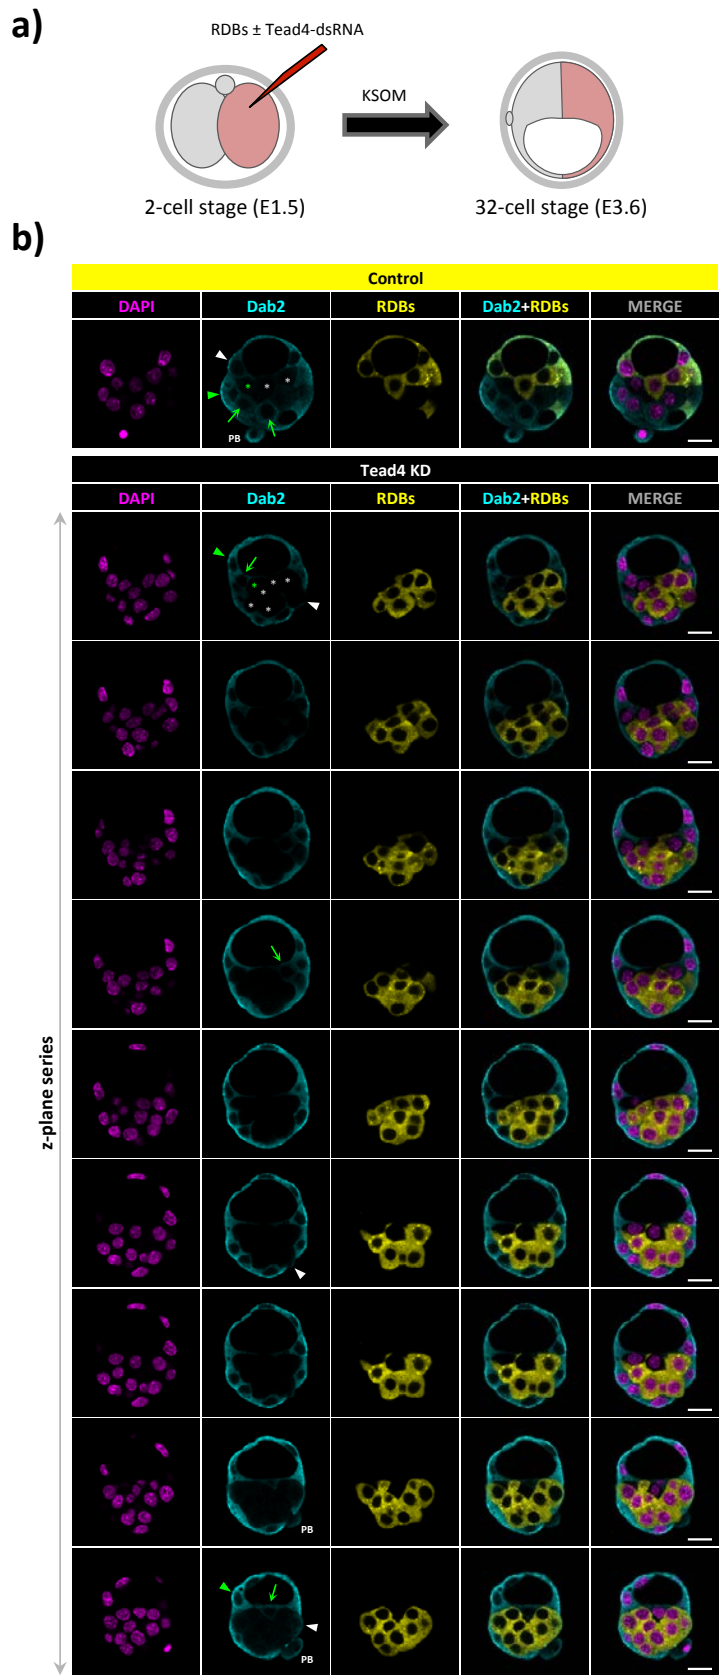 a)
RDBs ± Tead4-dsRNA
KSOM
2-cell stage (E1.5)
32-cell stage (E3.6)
b)
Control
DAPI
Dab2
RDBs
Dab2+RDBs
MERGE
*
*
*
PB
Tead4 KD
DAPI
Dab2
RDBs
Dab2+RDBs
MERGE
*
*
*
*
*
*
z-plane series
PB
PB